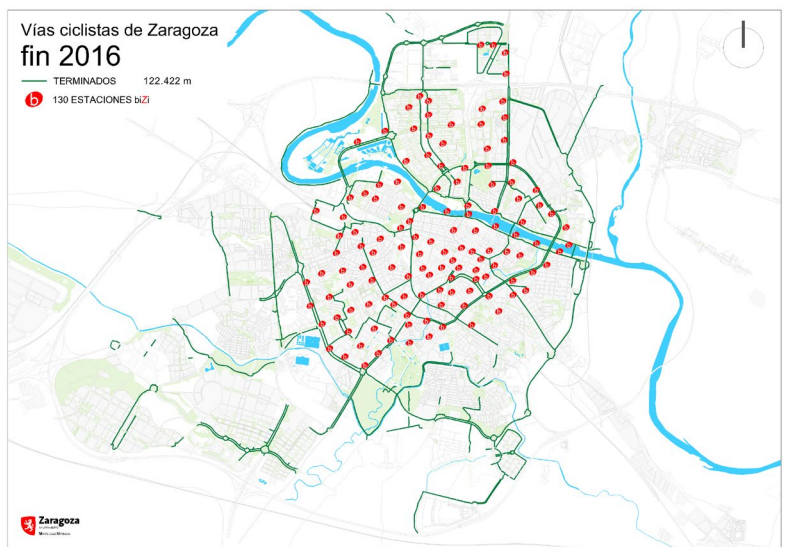 Vías ciclistas de Zaragoza
fin 2016
TERMINADOS 122.422 m
b 130 ESTACIONES biZi
Zaragoza